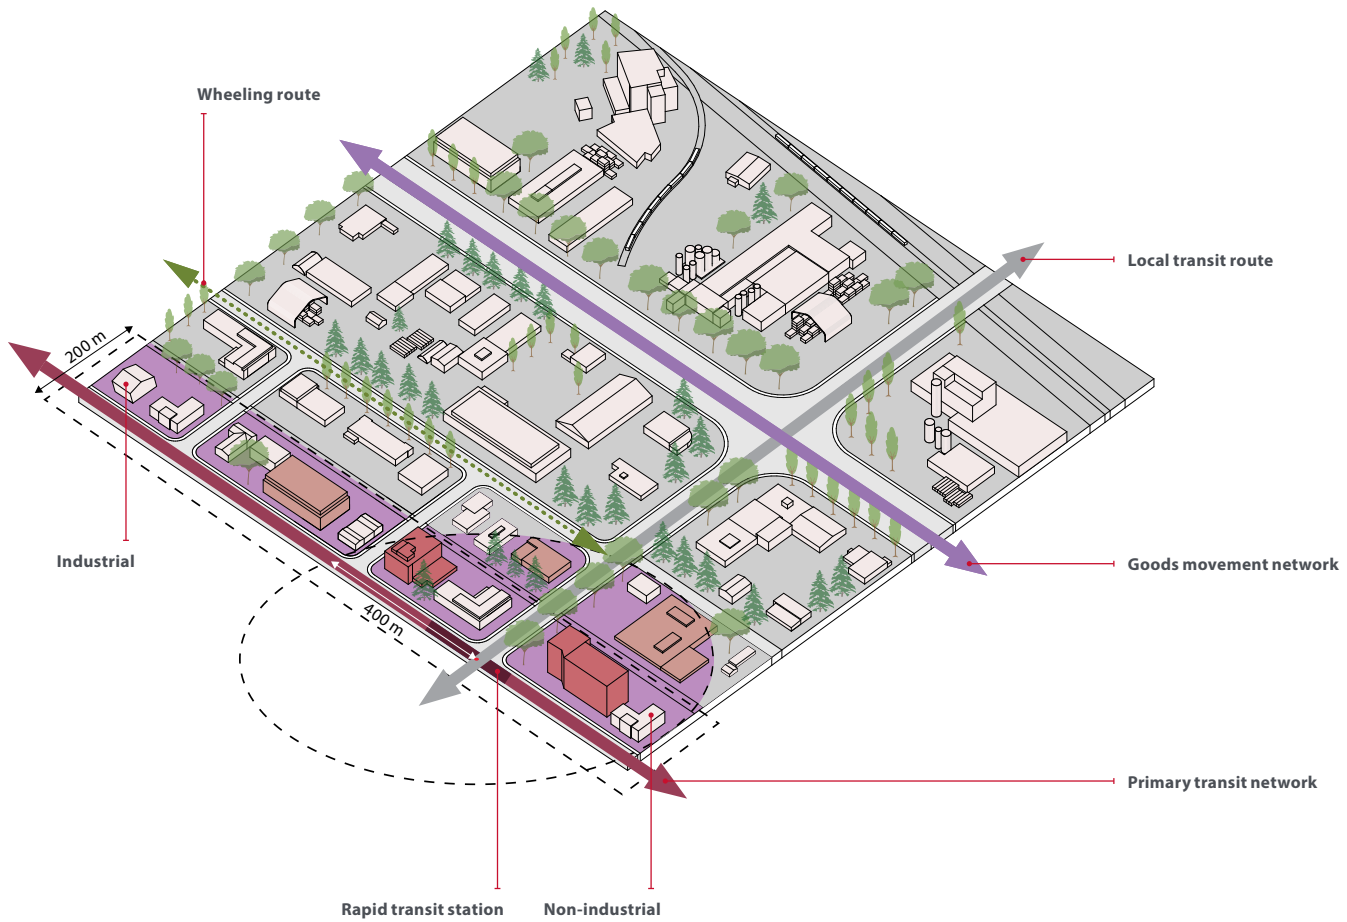 Wheeling route
Local transit route
200 m
Industrial
Goods movement network
400 m
Primary transit network
Rapid transit station
Non-industrial